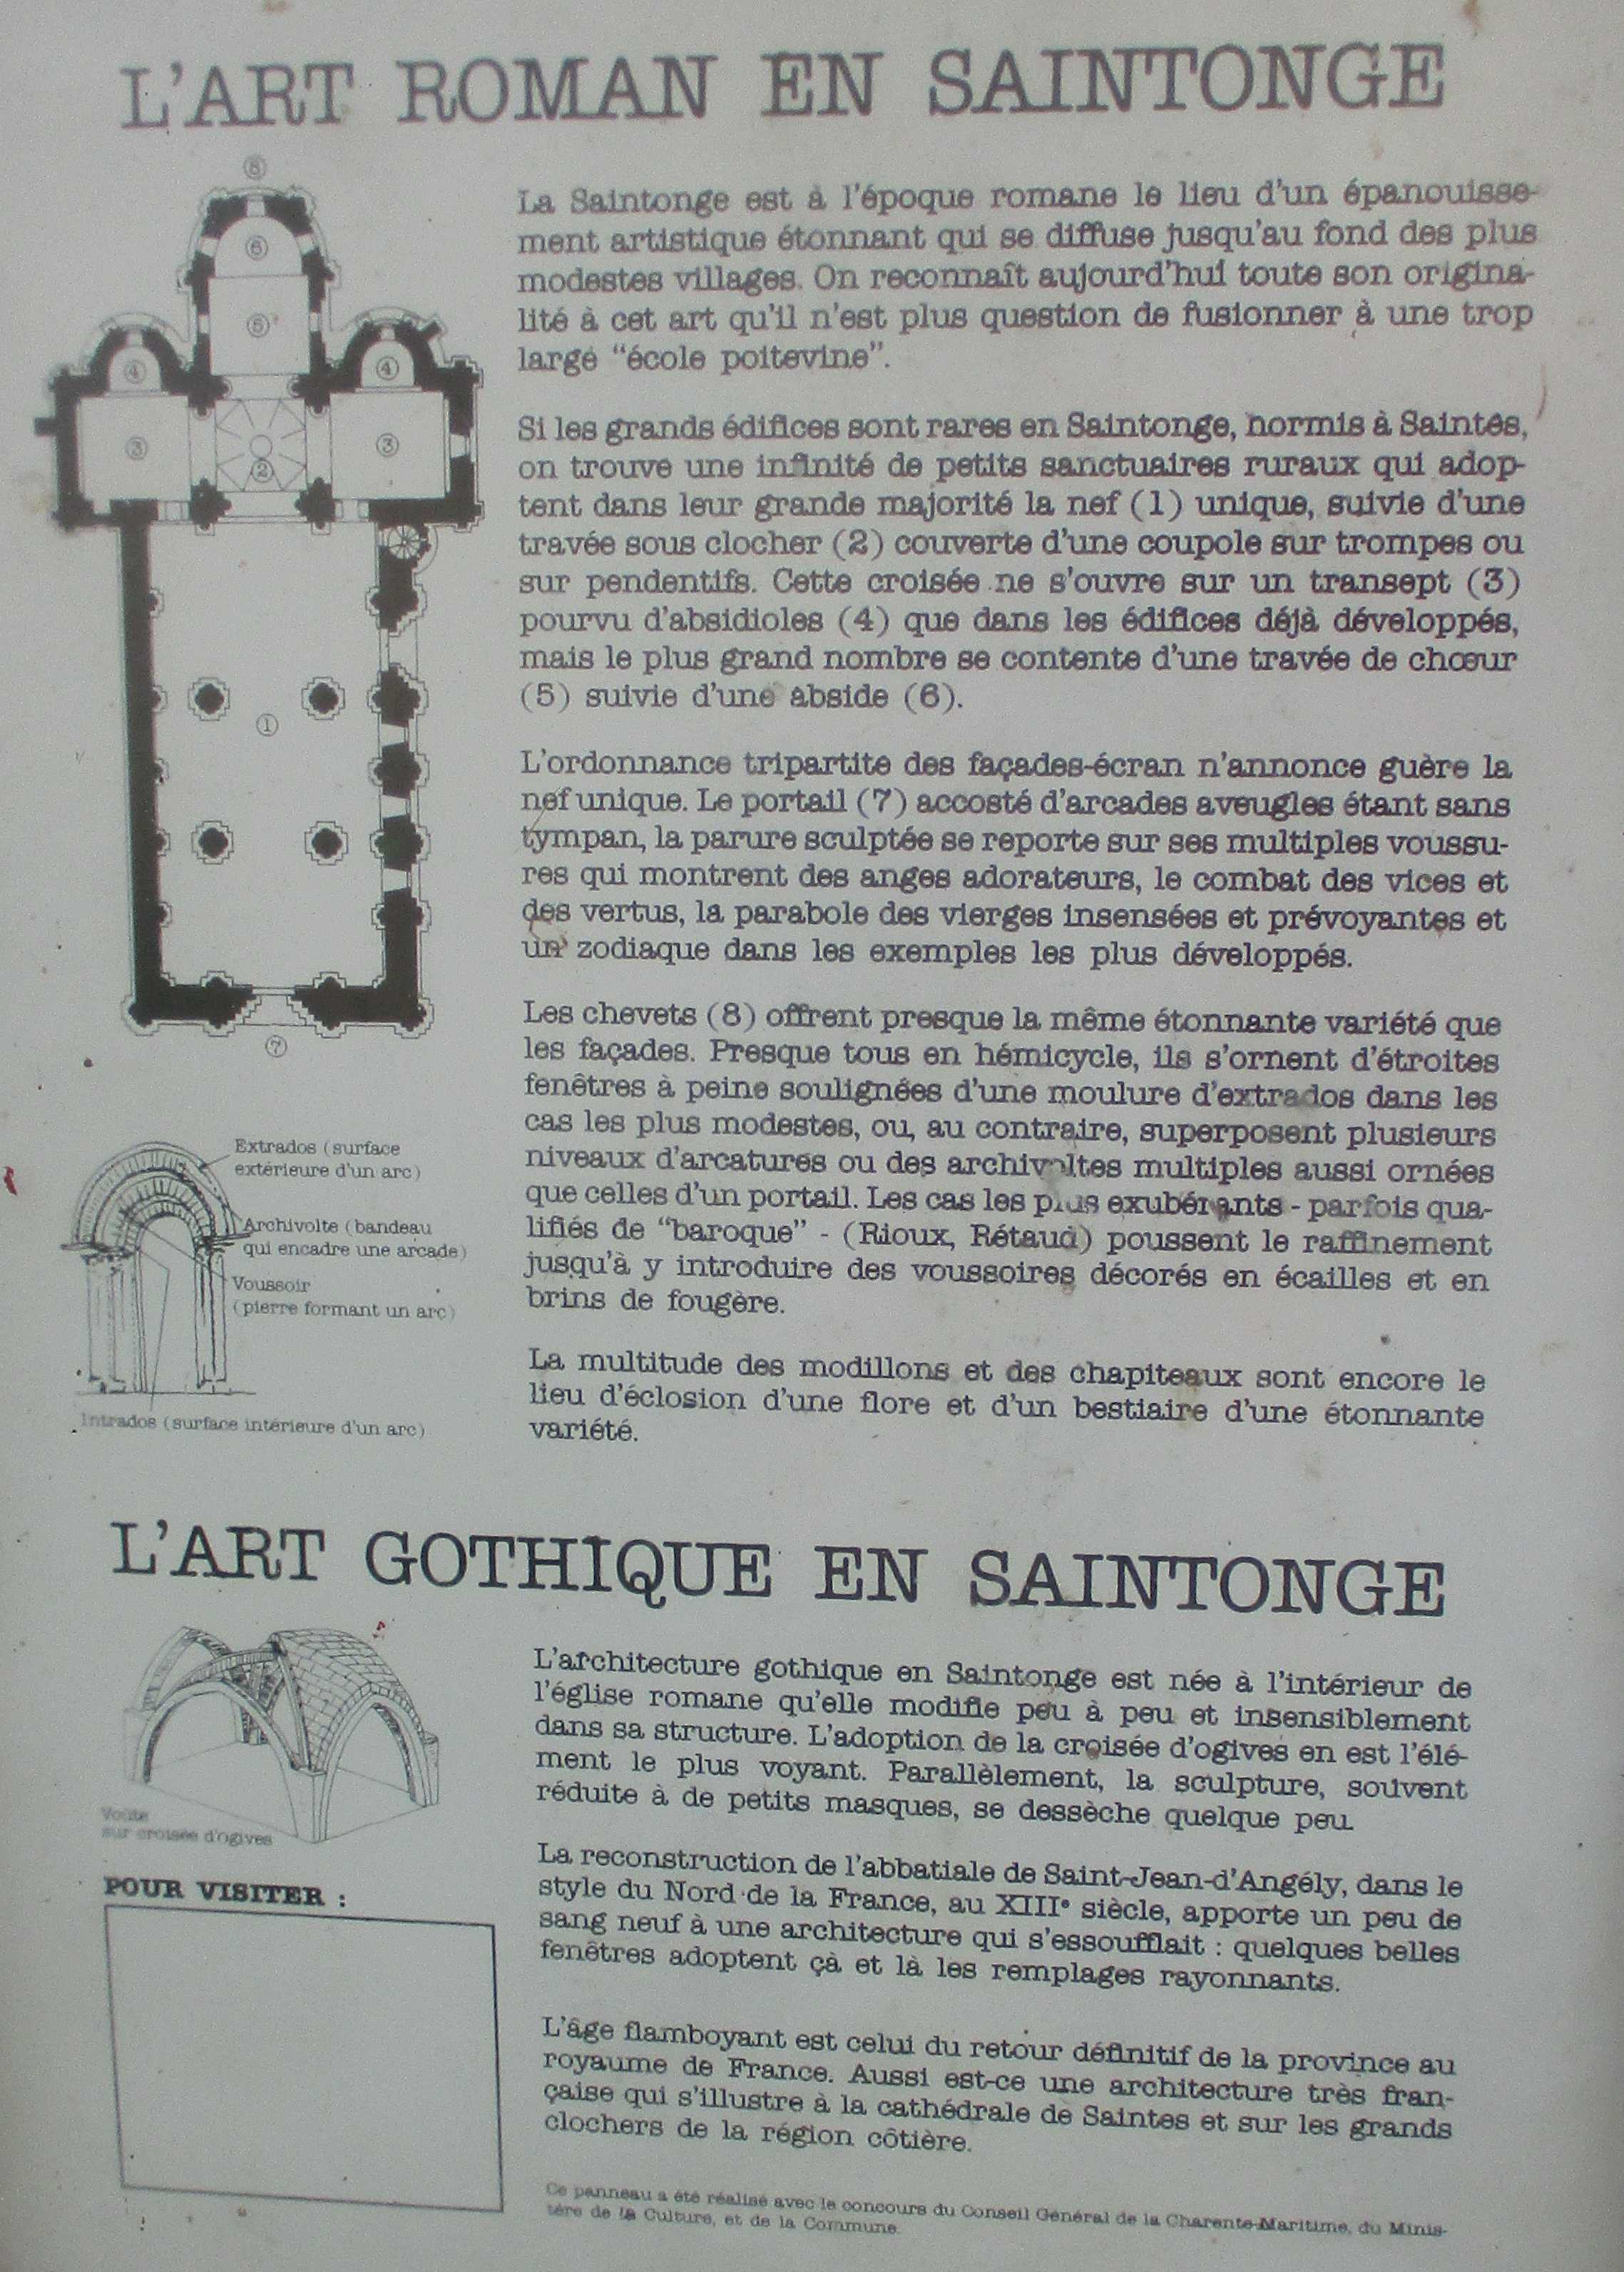 L'ART ROMAN EN SAINTONGE
8
6
5
4
4
3
3
2
1
7
La Saintonge est à l'époque romane le lieu d'un épanouisse-
ment artistique étonnant qui se diffuse jusqu'au fond des plus
modestes villages. On reconnaît aujourd'hui toute son origina-
lité à cet art qu'il n'est plus question de fusionner à une trop
large “école poitevine”.
Si les grands édifices sont rares en Saintonge, hormis à Saintes,
on trouve une infinité de petits sanctuaires ruraux qui adop-
tent dans leur grande majorité la nef (1) unique, suivie d'une
travée sous clocher (2) couverte d'une coupole sur trompes ou
sur pendentifs. Cette croisée ne s'ouvre sur un transept (3)
pourvu d'absidioles (4) que dans les édifices déjà développés,
mais le plus grand nombre se contente d'une travée de chœur
(5) suivie d'une abside (6).
L'ordonnance tripartite des façades-écran n'annonce guère la
nef unique. Le portail (7) accosté d'arcades aveugles étant sans
tympan, la parure sculptée se reporte sur ses multiples voussu-
res qui montrent des anges adorateurs, le combat des vices et
des vertus, la parabole des vierges insensées et prévoyantes et
un zodiaque dans les exemples les plus développés.
Les chevets (8) offrent presque la même étonnante variété que
les façades. Presque tous en hémicycle, ils s'ornent d'étroites
fenêtres à peine soulignées d'une moulure d'extrados dans les
cas les plus modestes, ou, au contraire, superposent plusieurs
niveaux d'arcatures ou des archivoltes multiples aussi ornées
que celles d'un portail. Les cas les plus exubérants - parfois qua-
lifiés de “baroque” - (Rioux, Rétaud) poussent le raffinement
jusqu'à y introduire des voussoires décorés en écailles et en
brins de fougère.
La multitude des modillons et des chapiteaux sont encore le
lieu d'éclosion d'une flore et d'un bestiaire d'une étonnante
variété.
Extrados (surface
extérieure d'un arc)
Archivolte (bandeau
qui encadre une arcade)
Voussoir
(pierre formant un arc)
Intrados (surface intérieure d'un arc)
L'ART GOTHIQUE EN SAINTONGE
L'architecture gothique en Saintonge est née à l'intérieur de
l'église romane qu'elle modifie peu à peu et insensiblement
dans sa structure. L'adoption de la croisée d'ogives en est l'élé-
ment le plus voyant. Parallèlement, la sculpture, souvent
réduite à de petits masques, se dessèche quelque peu.
La reconstruction de l'abbatiale de Saint-Jean-d'Angély, dans le
style du Nord de la France, au XIIIe siècle, apporte un peu de
sang neuf à une architecture qui s'essoufflait : quelques belles
fenêtres adoptent çà et là les remplages rayonnants.
L'âge flamboyant est celui du retour définitif de la province au
royaume de France. Aussi est-ce une architecture très fran-
çaise qui s'illustre à la cathédrale de Saintes et sur les grands
clochers de la région côtière.
Voûte
sur croisée d'ogives
POUR VISITER :
Ce panneau a été réalisé avec le concours du Conseil Général de la Charente-Maritime, du Minis-
tère de la Culture, et de la Commune.